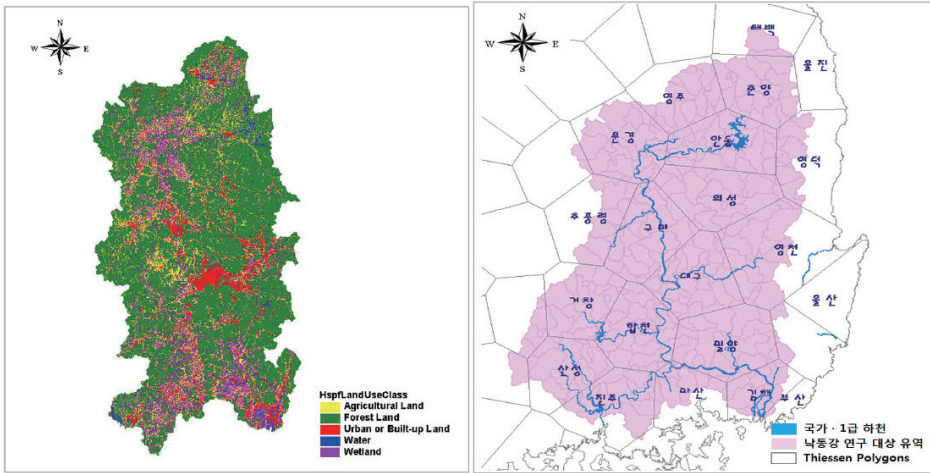 N
W E
S
HspfLandUseClass
Agricultural Land
Forest Land
Urban or Built-up Land
Water
Wetland
N
W E
S
태백
울진
춘양
영주
문경
안동
영덕
의성
추풍령
구미
영천
대구
울산
거창
합천
밀양
산청
진주
마산
김해
부산
국가 · 1급 하천
낙동강 연구 대상 유역
Thiessen Polygons